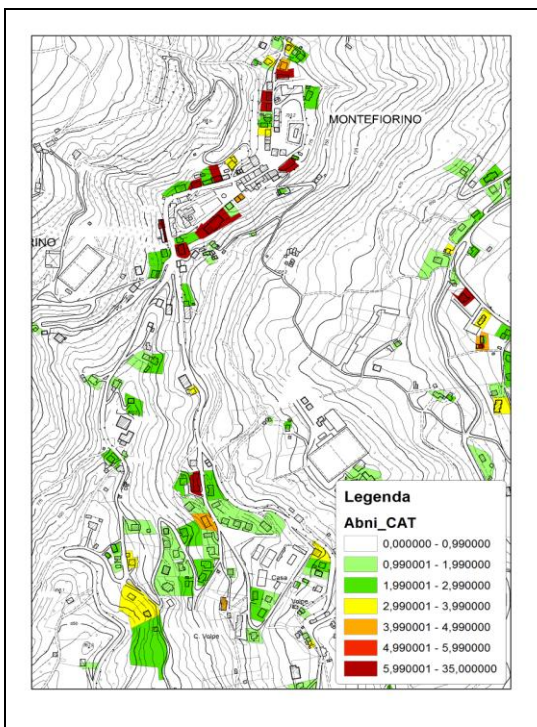 MONTEFIORINO
RINO
Casa
Volpe
C. Volpe
Legenda
Abni_CAT
0,000000 - 0,990000
0,990001 - 1,990000
1,990001 - 2,990000
2,990001 - 3,990000
3,990001 - 4,990000
4,990001 - 5,990000
5,990001 - 35,000000